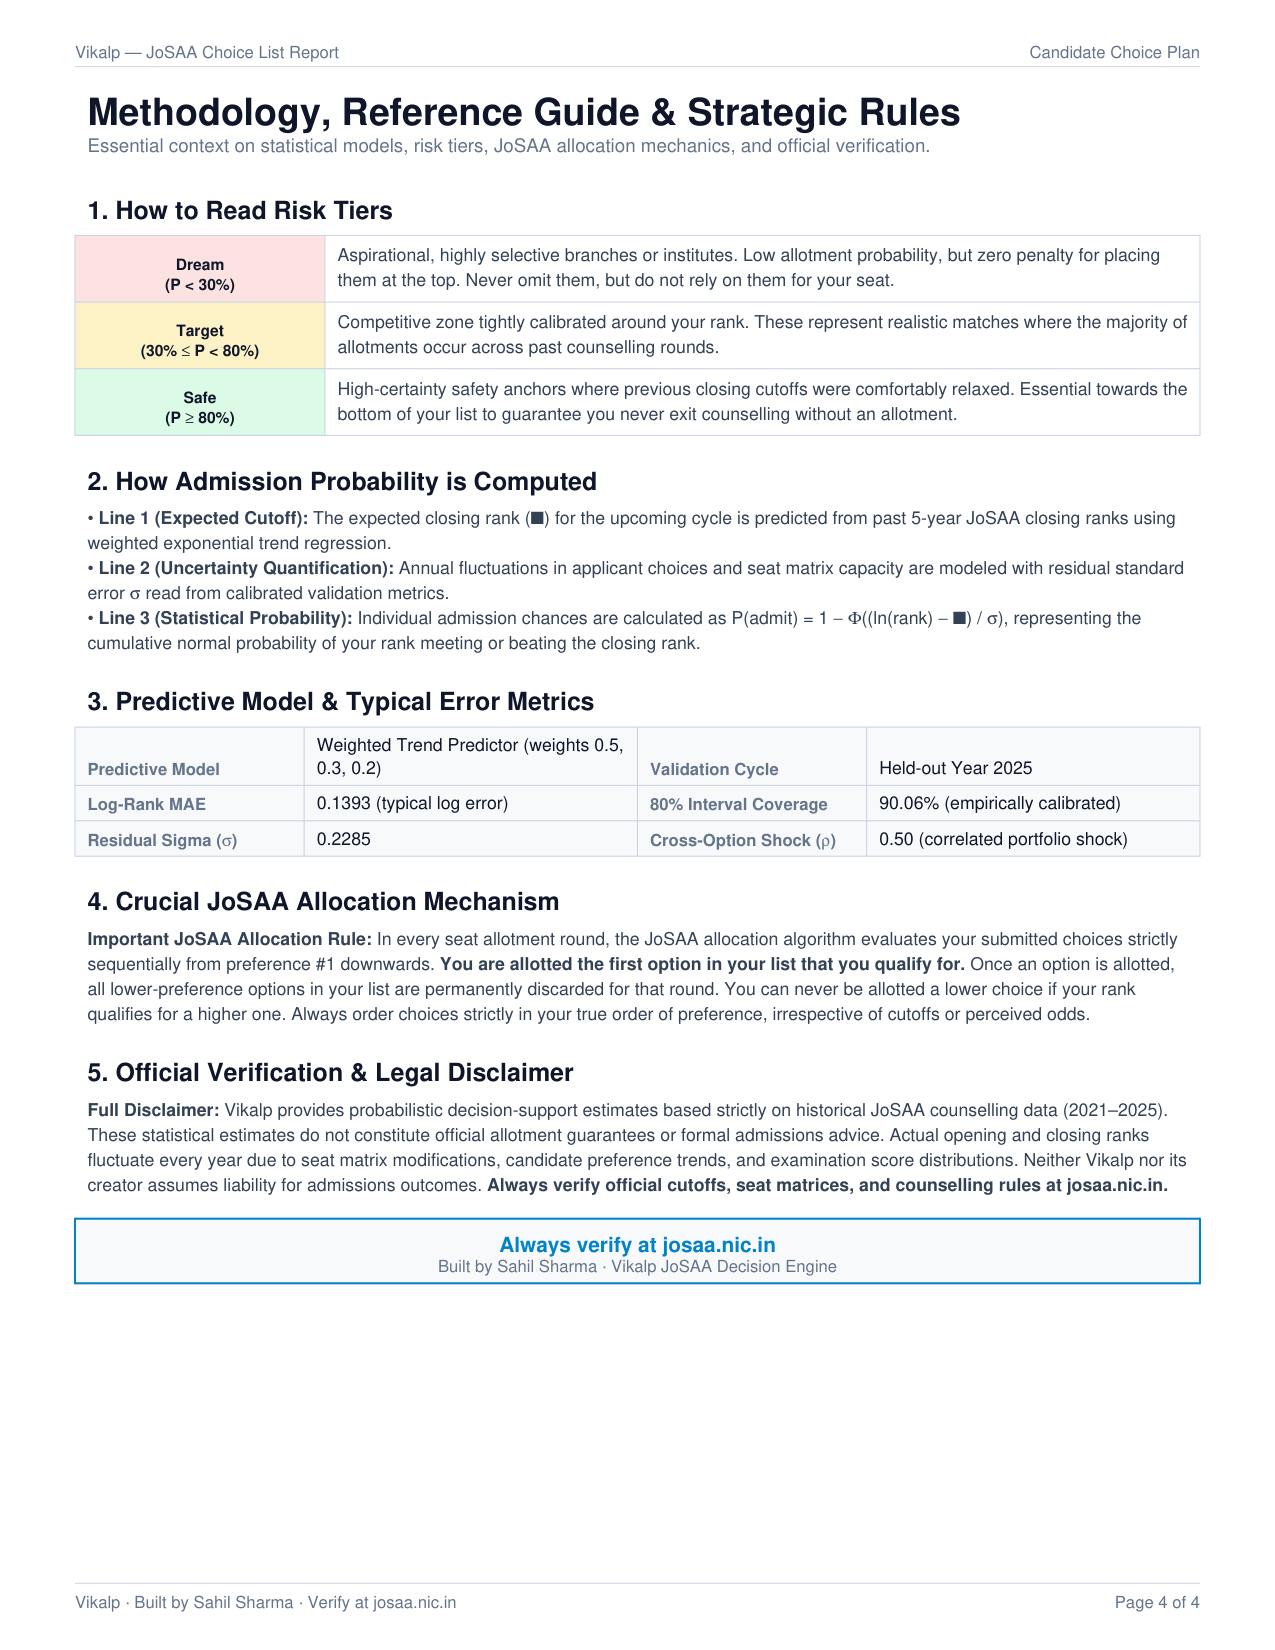 Vikalp — JoSAA Choice List Report
Candidate Choice Plan
Methodology, Reference Guide & Strategic Rules
Essential context on statistical models, risk tiers, JoSAA allocation mechanics, and official verification.
1. How to Read Risk Tiers
Dream
(P < 30%)
Aspirational, highly selective branches or institutes. Low allotment probability, but zero penalty for placing
them at the top. Never omit them, but do not rely on them for your seat.
Target
(30% ≤ P < 80%)
Competitive zone tightly calibrated around your rank. These represent realistic matches where the majority of
allotments occur across past counselling rounds.
Safe
(P ≥ 80%)
High-certainty safety anchors where previous closing cutoffs were comfortably relaxed. Essential towards the
bottom of your list to guarantee you never exit counselling without an allotment.
2. How Admission Probability is Computed
• Line 1 (Expected Cutoff): The expected closing rank (■) for the upcoming cycle is predicted from past 5-year JoSAA closing ranks using
weighted exponential trend regression.
• Line 2 (Uncertainty Quantification): Annual fluctuations in applicant choices and seat matrix capacity are modeled with residual standard
error σ read from calibrated validation metrics.
• Line 3 (Statistical Probability): Individual admission chances are calculated as P(admit) = 1 – Φ((ln(rank) – ■) / σ), representing the
cumulative normal probability of your rank meeting or beating the closing rank.
3. Predictive Model & Typical Error Metrics
Predictive Model
Weighted Trend Predictor (weights 0.5,
0.3, 0.2)
Validation Cycle
Held-out Year 2025
Log-Rank MAE
0.1393 (typical log error)
80% Interval Coverage
90.06% (empirically calibrated)
Residual Sigma (σ)
0.2285
Cross-Option Shock (ρ)
0.50 (correlated portfolio shock)
4. Crucial JoSAA Allocation Mechanism
Important JoSAA Allocation Rule: In every seat allotment round, the JoSAA allocation algorithm evaluates your submitted choices strictly
sequentially from preference #1 downwards. You are allotted the first option in your list that you qualify for. Once an option is allotted,
all lower-preference options in your list are permanently discarded for that round. You can never be allotted a lower choice if your rank
qualifies for a higher one. Always order choices strictly in your true order of preference, irrespective of cutoffs or perceived odds.
5. Official Verification & Legal Disclaimer
Full Disclaimer: Vikalp provides probabilistic decision-support estimates based strictly on historical JoSAA counselling data (2021–2025).
These statistical estimates do not constitute official allotment guarantees or formal admissions advice. Actual opening and closing ranks
fluctuate every year due to seat matrix modifications, candidate preference trends, and examination score distributions. Neither Vikalp nor its
creator assumes liability for admissions outcomes. Always verify official cutoffs, seat matrices, and counselling rules at josaa.nic.in.
Always verify at josaa.nic.in
Built by Sahil Sharma · Vikalp JoSAA Decision Engine
Vikalp · Built by Sahil Sharma · Verify at josaa.nic.in
Page 4 of 4